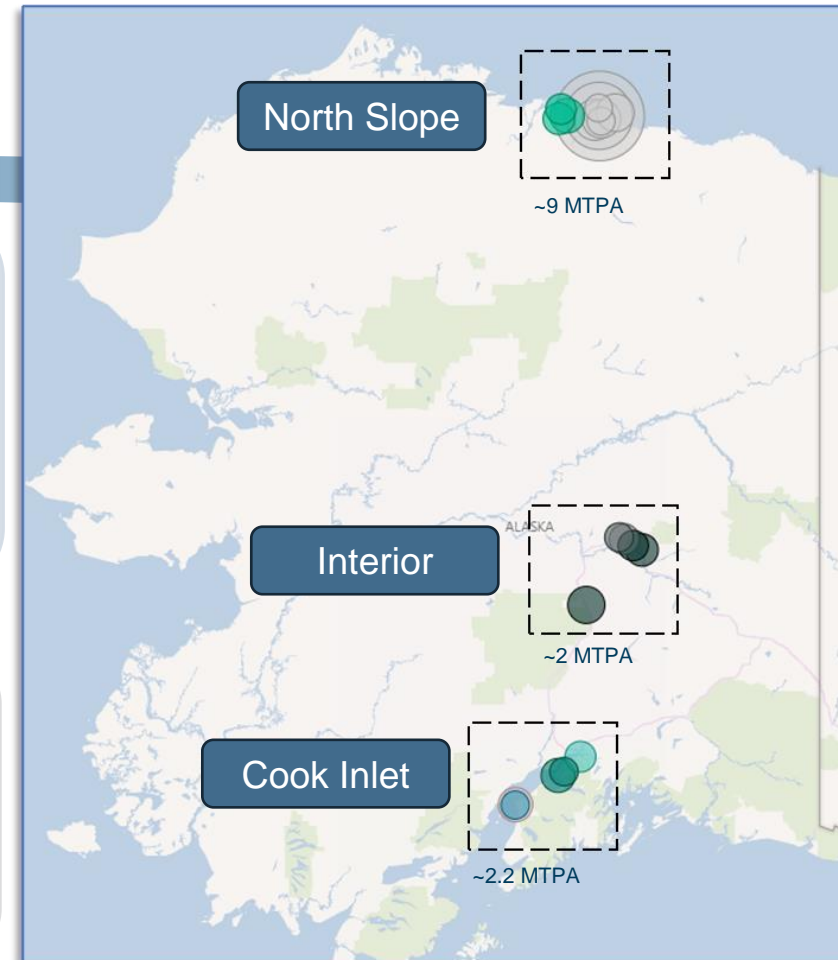 North Slope
~9 MTPA
ALASKA
Interior
~2 MTPA
Cook Inlet
~2.2 MTPA